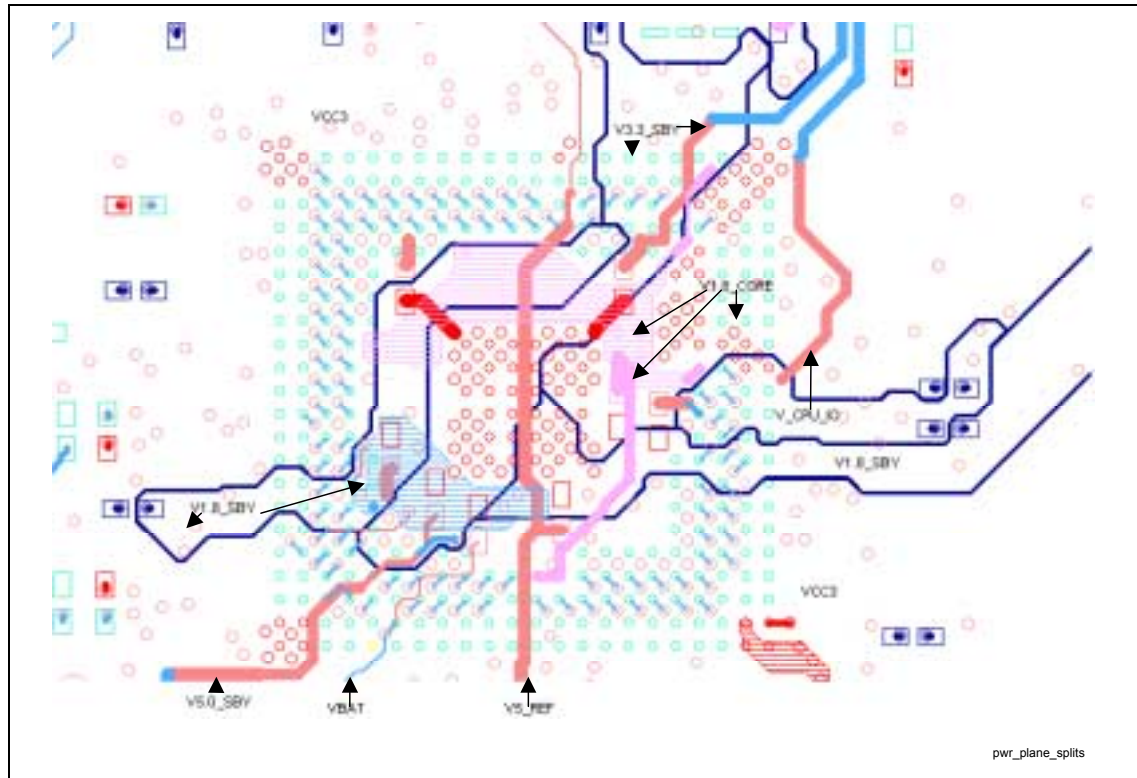 VCC3
V3.3_SBY
V1.8_CORE
V_CPU_IO
V1.8_SBY
V1.8_SBY
VCC3
V5.0_SBY
VBAT
V5_REF
pwr_plane_splits